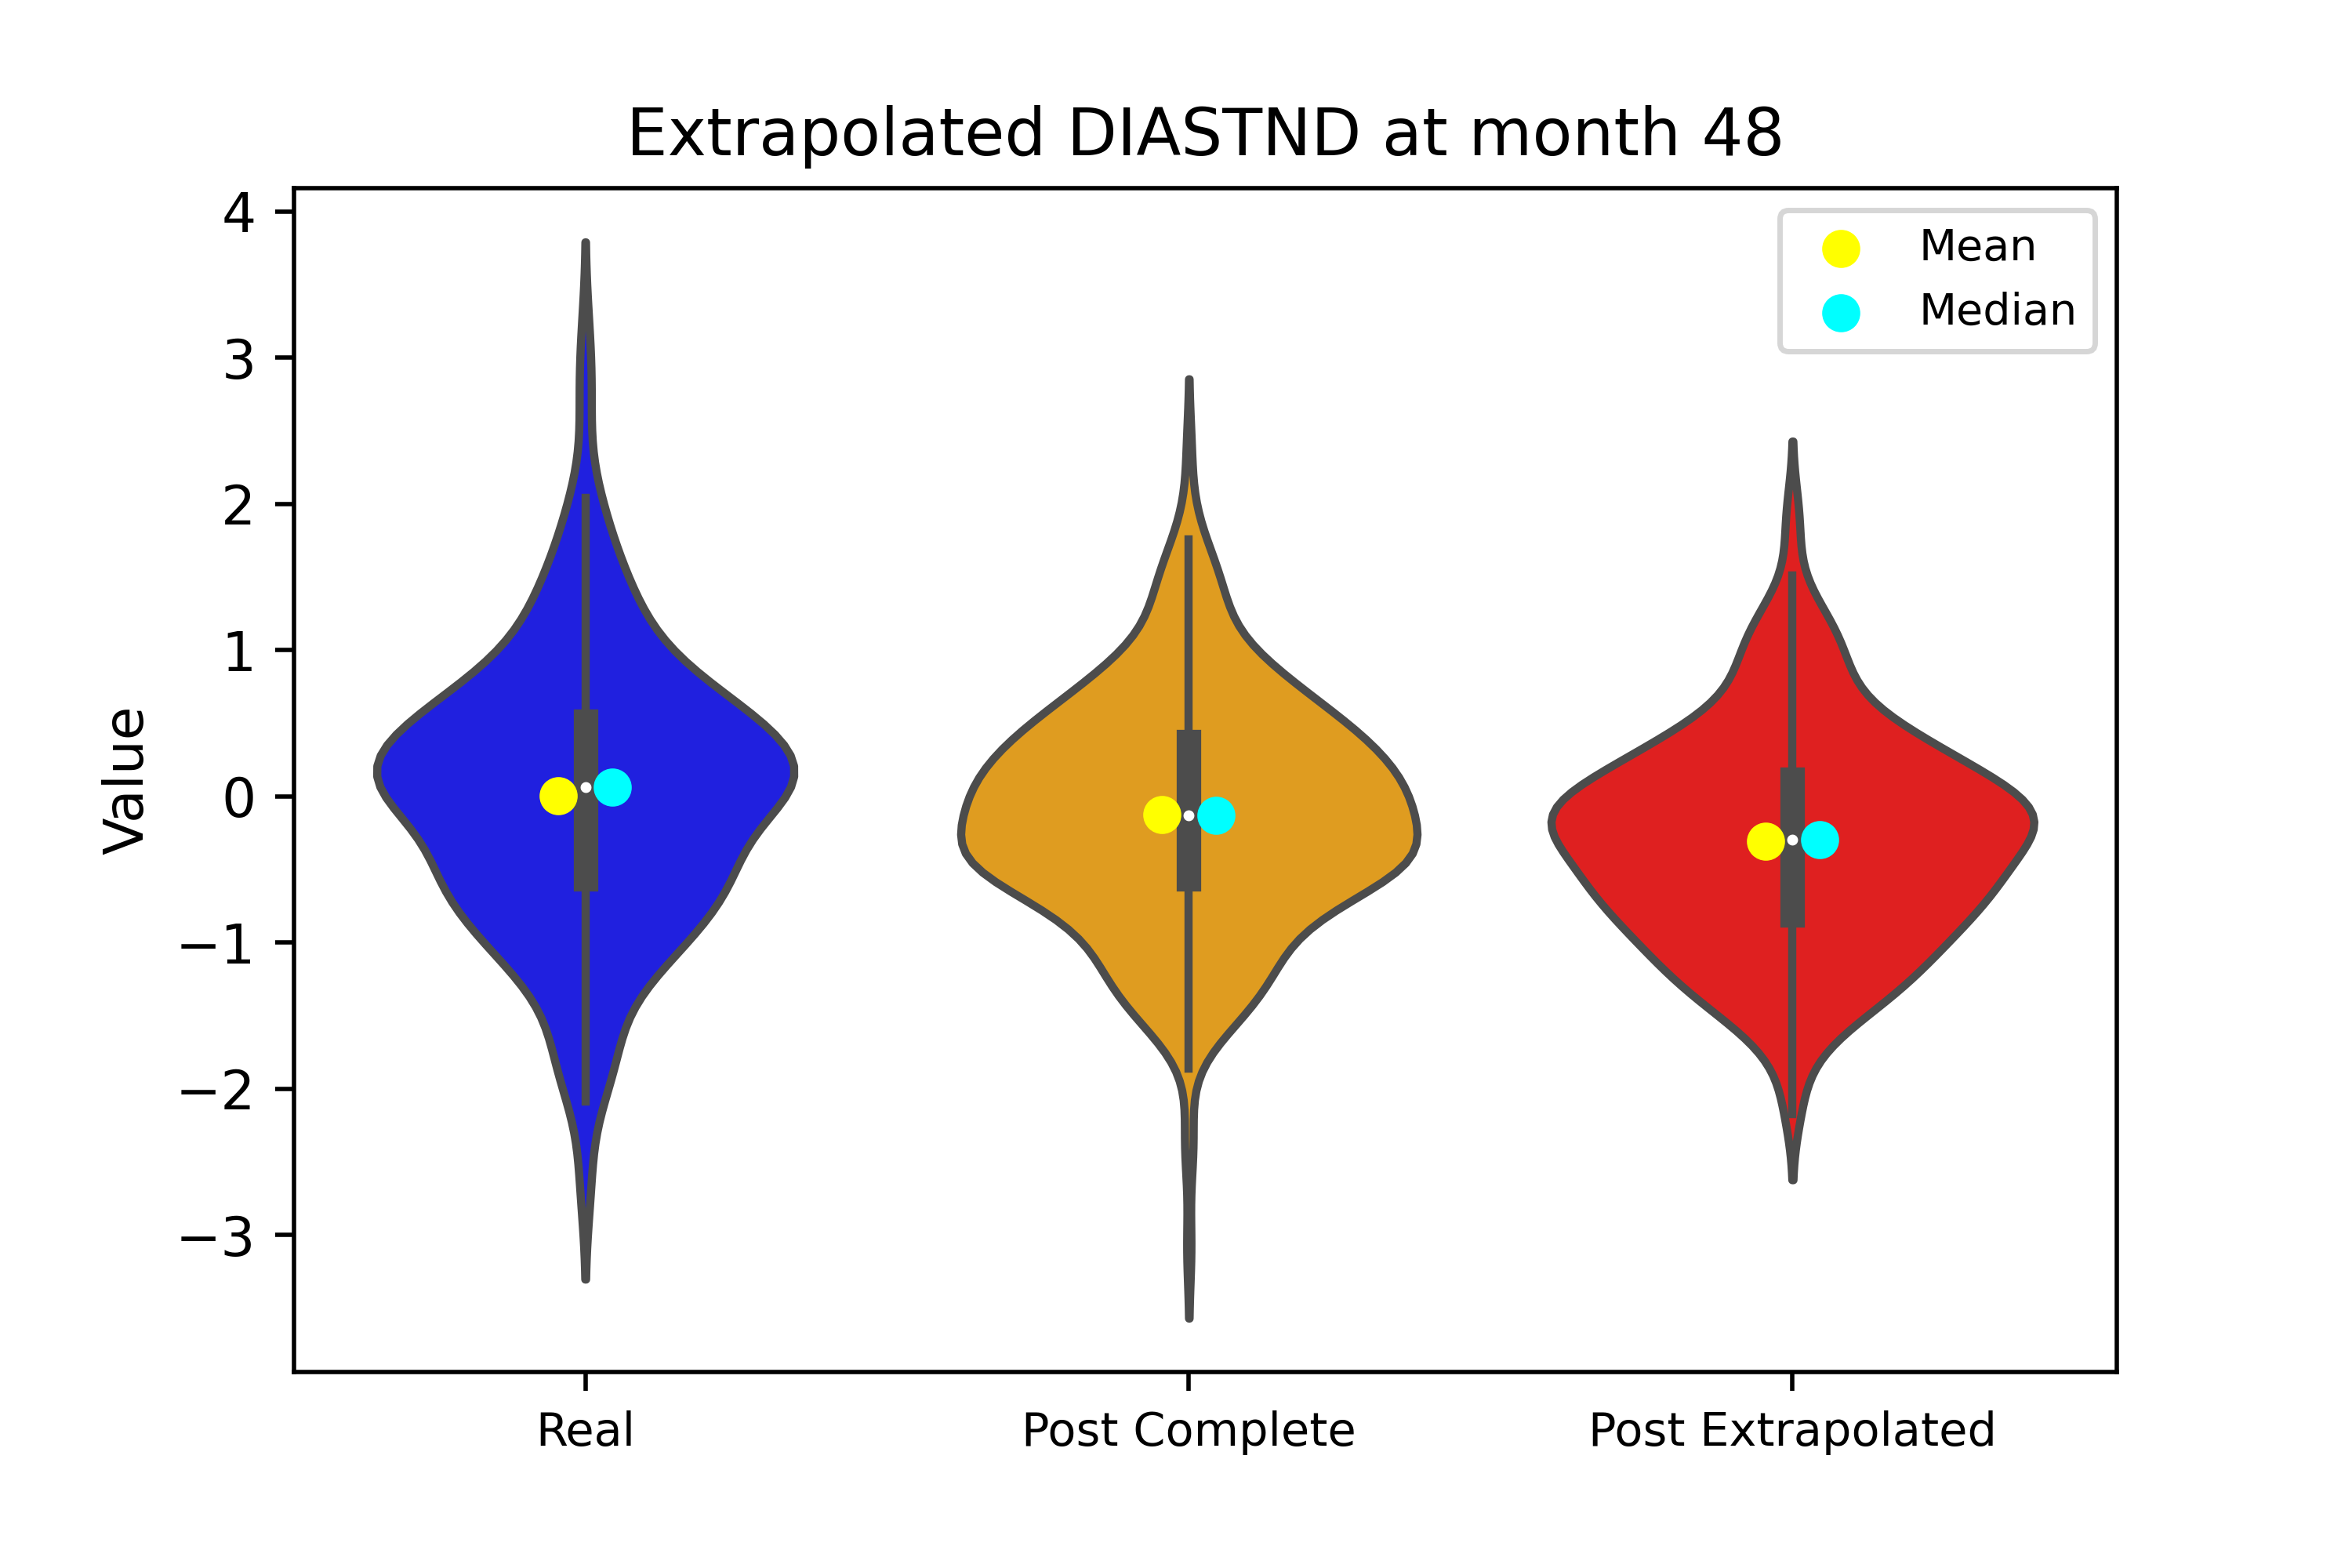 Extrapolated DIASTND at month 48
Mean
Median
Value
4
3
2
1
0
−1
−2
−3
Real
Post Complete
Post Extrapolated